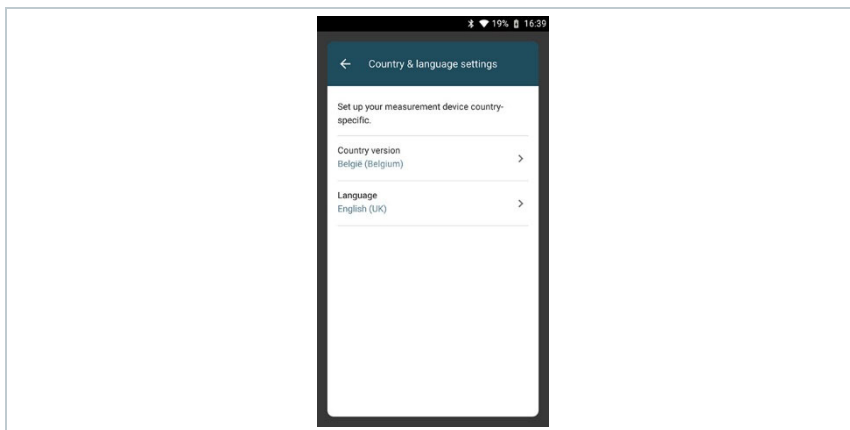 19% 16:39
Country & language settings
Set up your measurement device country-
specific.
Country version
België (Belgium)
Language
English (UK)